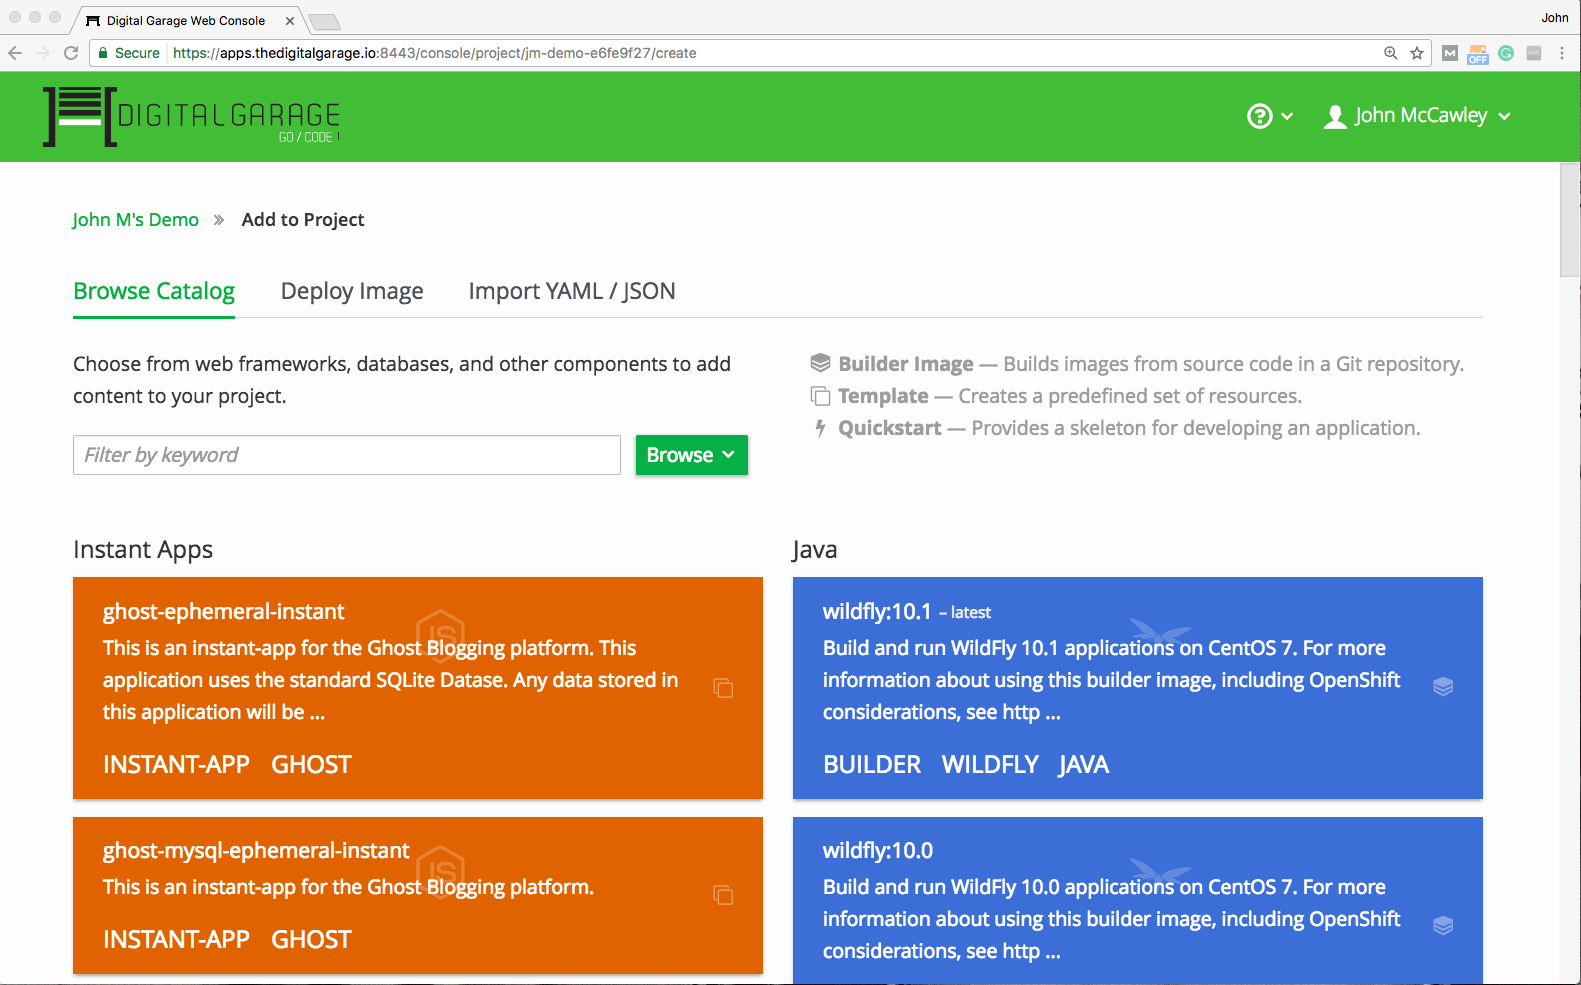 Digital Garage Web Console
John
Secure https://apps.thedigitalgarage.io:8443/console/project/jm-demo-e6fe9f27/create
M
OFF
DIGITALGARAGE
GO / CODE !
John McCawley
John M's Demo » Add to Project
Browse Catalog Deploy Image Import YAML / JSON
Choose from web frameworks, databases, and other components to add
content to your project.
Builder Image — Builds images from source code in a Git repository.
Template — Creates a predefined set of resources.
Quickstart — Provides a skeleton for developing an application.
Filter by keyword
Browse
Instant Apps
ghost-ephemeral-instant
This is an instant-app for the Ghost Blogging platform. This
application uses the standard SQLite Datase. Any data stored in
this application will be ...
INSTANT-APP GHOST
ghost-mysql-ephemeral-instant
This is an instant-app for the Ghost Blogging platform.
INSTANT-APP GHOST
Java
wildfly:10.1 – latest
Build and run WildFly 10.1 applications on CentOS 7. For more
information about using this builder image, including OpenShift
considerations, see http ...
BUILDER WILDFLY JAVA
wildfly:10.0
Build and run WildFly 10.0 applications on CentOS 7. For more
information about using this builder image, including OpenShift
considerations, see http ...